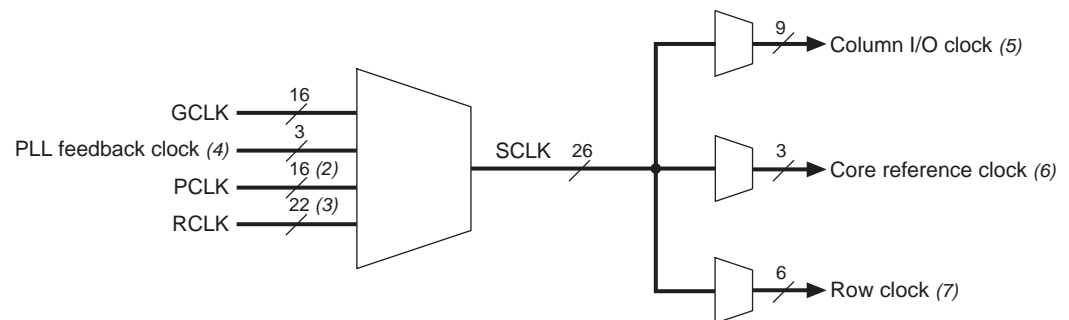 9
Column I/O clock (5)
16
GCLK
3
PLL feedback clock (4)
SCLK 26
3
Core reference clock (6)
16 (2)
PCLK
22 (3)
RCLK
6
Row clock (7)